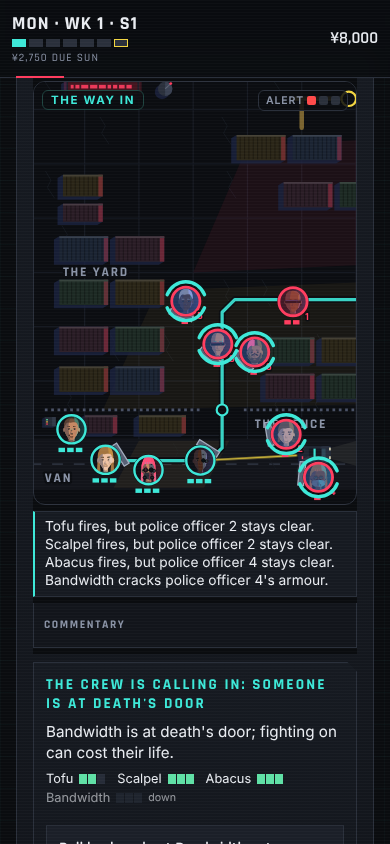 MON · WK 1 · S1
¥8,000
¥2,750 DUE SUN
THE WAY IN
ALERT
THE YARD
VAN
Tofu fires, but police officer 2 stays clear.
Scalpel fires, but police officer 2 stays clear.
Abacus fires, but police officer 4 stays clear.
Bandwidth cracks police officer 4's armour.
COMMENTARY
THE CREW IS CALLING IN: SOMEONE
IS AT DEATH'S DOOR
Bandwidth is at death's door; fighting on
can cost their life.
Tofu Scalpel Abacus
Bandwidth down